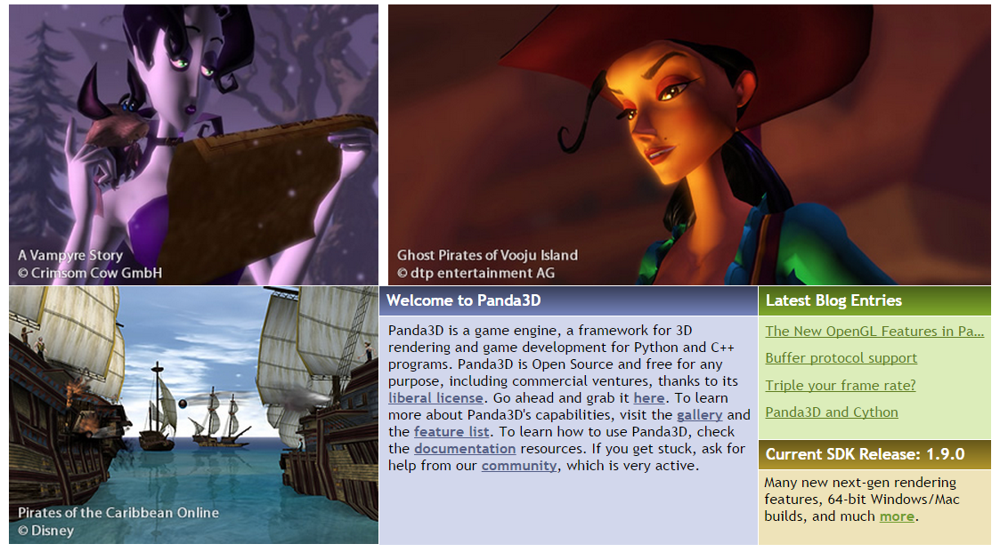 A Vampyre Story
© Crimsom Cow GmbH
Ghost Pirates of Vooju Island
© dtp entertainment AG
Pirates of the Caribbean Online
© Disney
Welcome to Panda3D
Panda3D is a game engine, a framework for 3D
rendering and game development for Python and C++
programs. Panda3D is Open Source and free for any
purpose, including commercial ventures, thanks to its
liberal license. Go ahead and grab it here. To learn
more about Panda3D's capabilities, visit the gallery and
the feature list. To learn how to use Panda3D, check
the documentation resources. If you get stuck, ask for
help from our community, which is very active.
Latest Blog Entries
The New OpenGL Features in Pa...
Buffer protocol support
Triple your frame rate?
Panda3D and Cython
Current SDK Release: 1.9.0
Many new next-gen rendering
features, 64-bit Windows/Mac
builds, and much more.